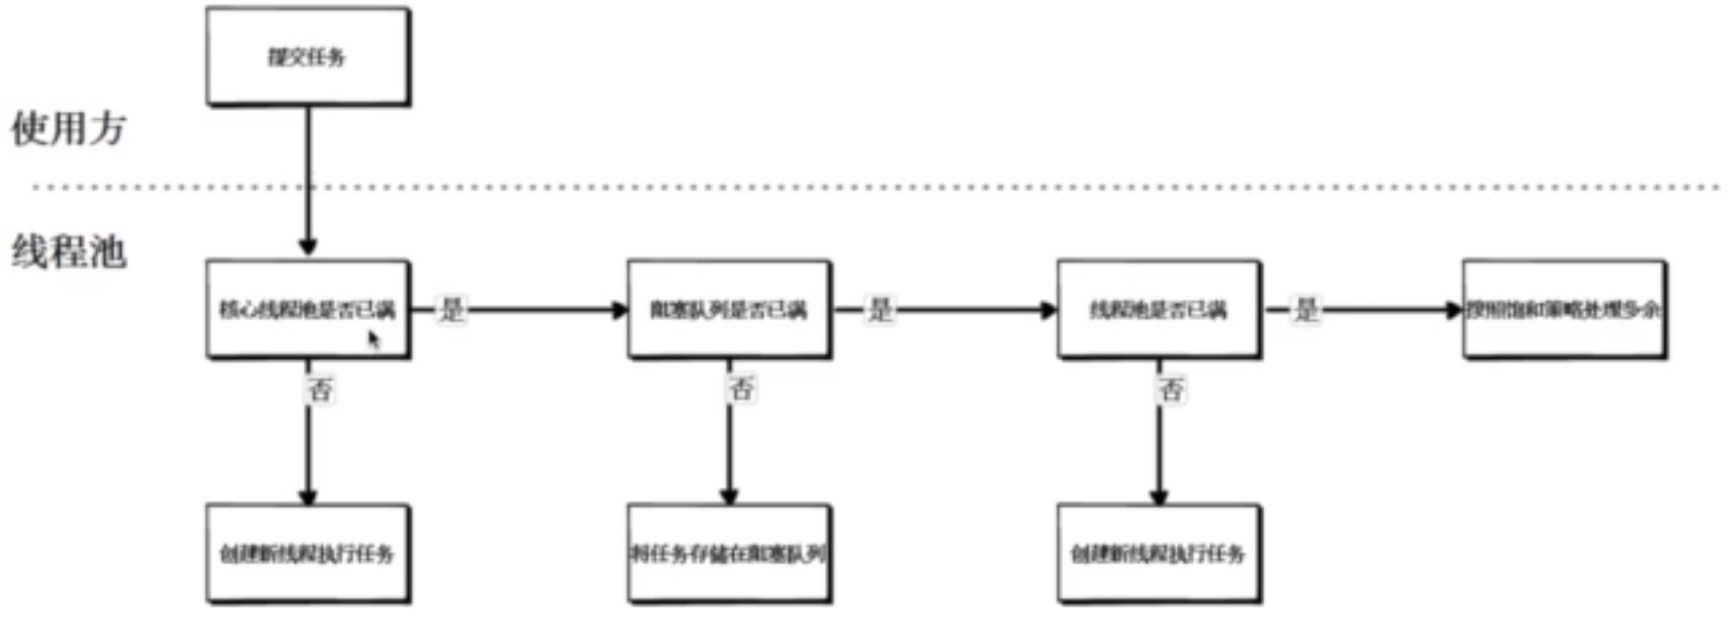 提交任务
使用方
线程池
核心线程池是否已满
是
阻塞队列是否已满
是
线程池是否已满
是
按照饱和策略处理多余
否
否
否
创建新线程执行任务
将任务存储在阻塞队列
创建新线程执行任务